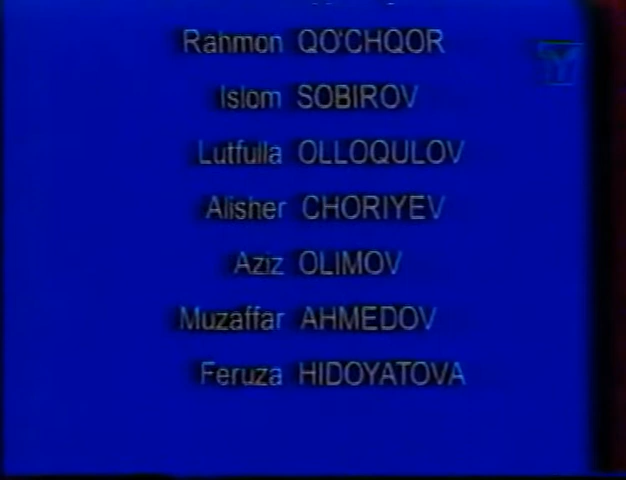 Rahmon QO'CHQOR
Islom SOBIROV
Lutfulla OLLOQULOV
Alisher CHORIYEV
Aziz OLIMOV
Muzaffar AHMEDOV
Feruza HIDOYATOVA